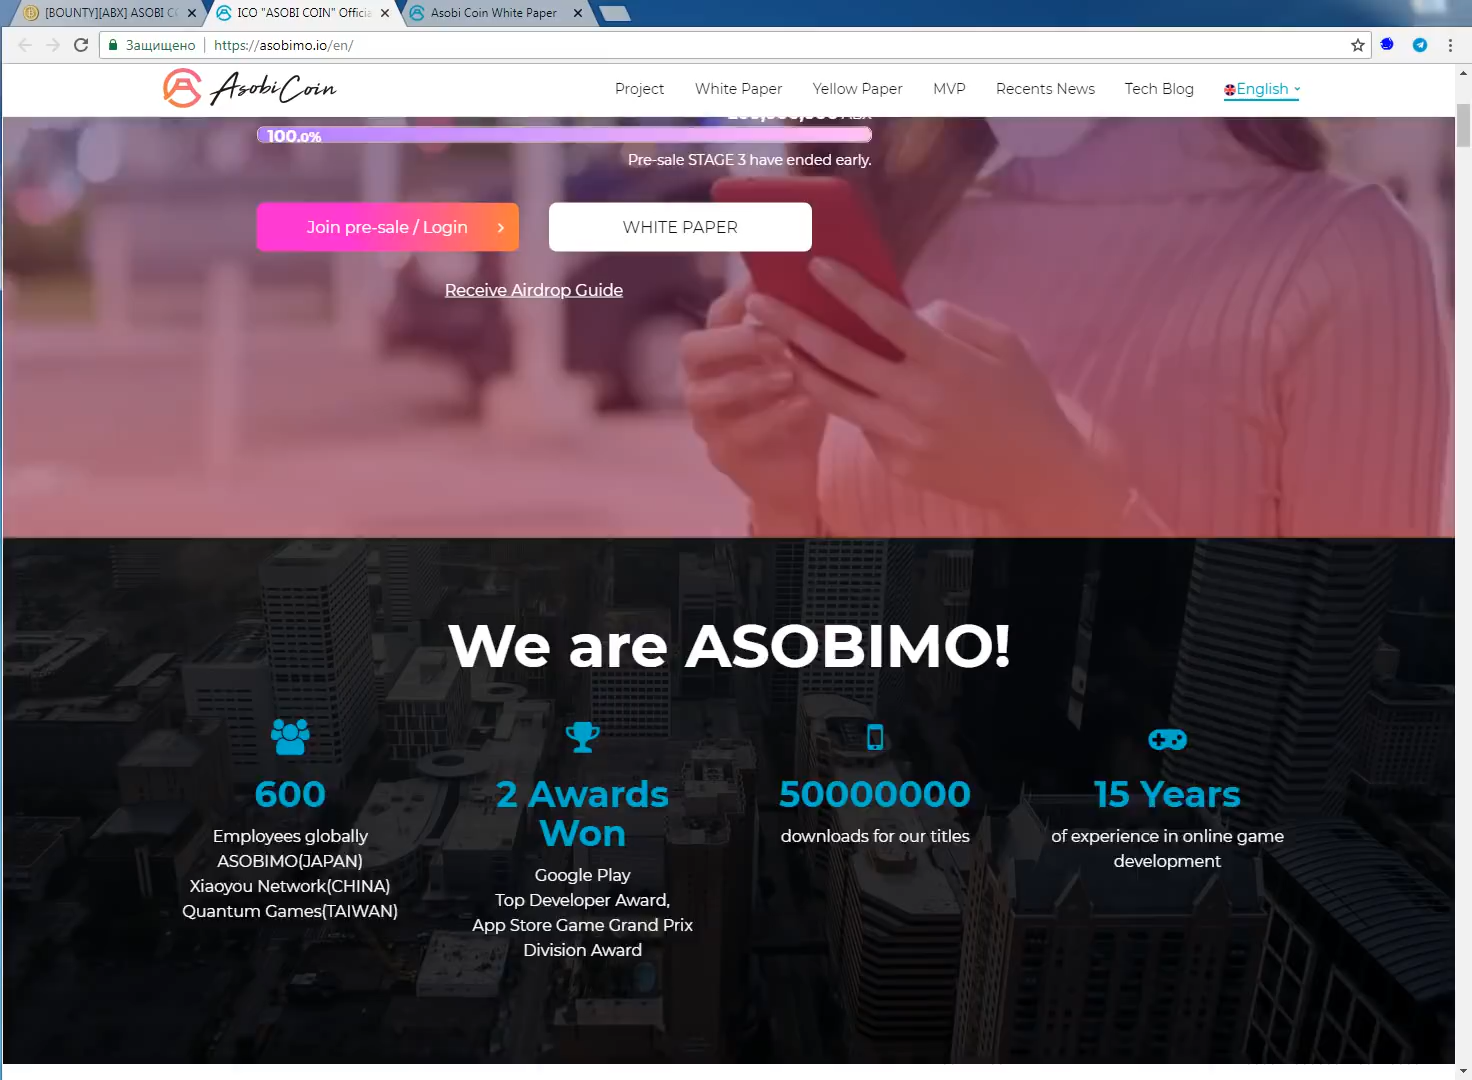 [BOUNTY][ABX] ASOBI C
ICO "ASOBI COIN" Officia
Asobi Coin White Paper
Защищено
https://asobimo.io/en/
AsobiCoin
Project
White Paper
Yellow Paper
MVP
Recents News
Tech Blog
English
100.0%
Pre-sale STAGE 3 have ended early.
Join pre-sale / Login
WHITE PAPER
Receive Airdrop Guide
We are ASOBIMO!
600
Employees globally
ASOBIMO(JAPAN)
Xiaoyou Network(CHINA)
Quantum Games(TAIWAN)
2 Awards
Won
Google Play
Top Developer Award,
App Store Game Grand Prix
Division Award
50000000
downloads for our titles
15 Years
of experience in online game
development